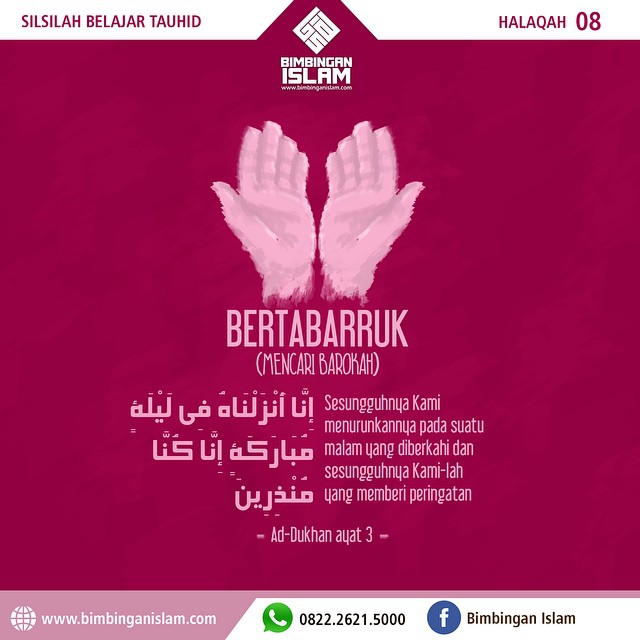 SILSILAH BELAJAR TAUHID
HALAQAH 08
BIMBINGAN
ISLAM
www.bimbinganislam.com
BERTABARRUK
(MENCARI BAROKAH)
إِنَّا أَنْزَلْنَاهُ فِي لَيْلَةٍ
مُبَارَكَةٍ إِنَّا كُنَّا
مُنْذِرِينَ
Sesungguhnya Kami
menurunkannya pada suatu
malam yang diberkahi dan
sesungguhnya Kami-lah
yang memberi peringatan
= Ad-Dukhan ayat 3 =
www.bimbinganislam.com
0822.2621.5000
Bimbingan Islam